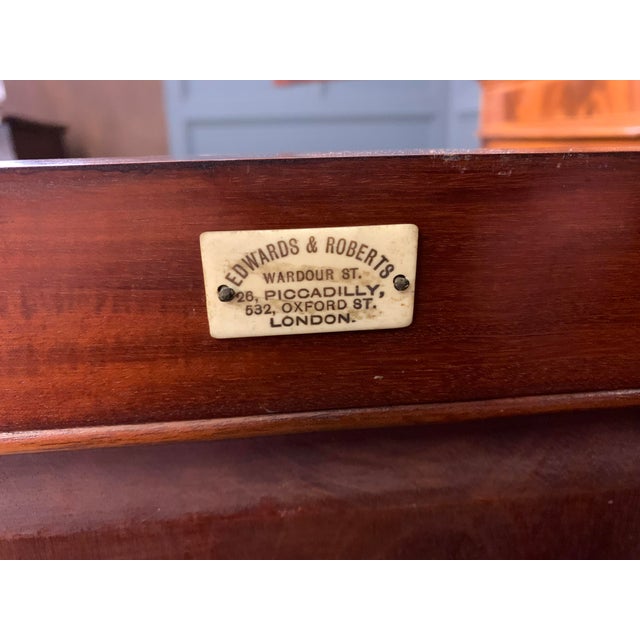 EDWARDS & ROBERTS
WARDOUR ST.
26, PICCADILLY,
532, OXFORD ST.
LONDON.